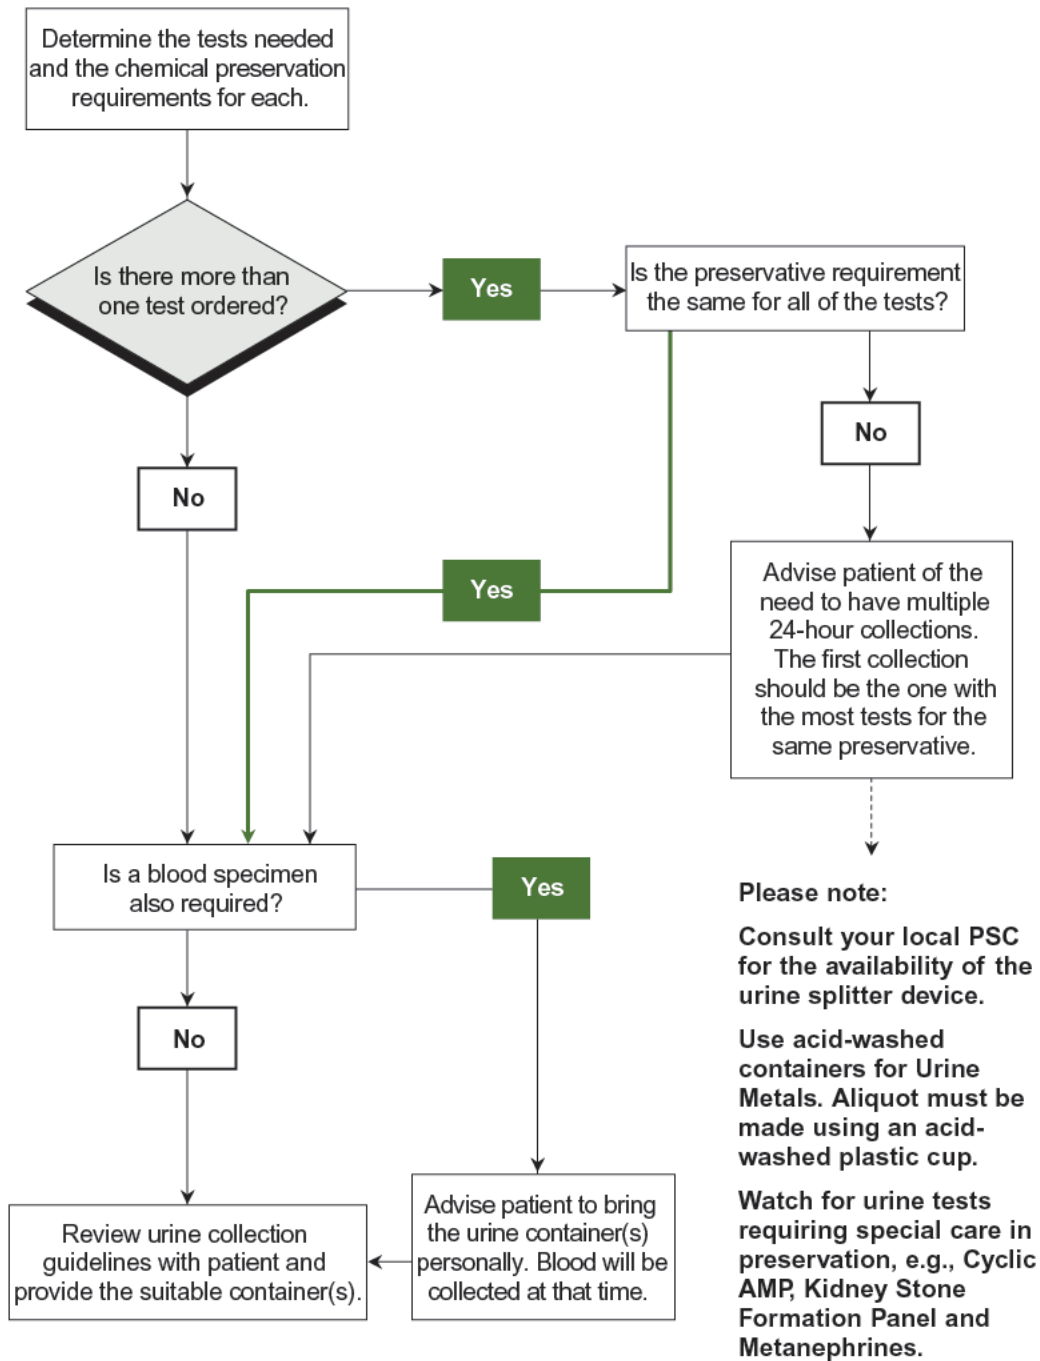 Determine the tests needed
and the chemical preservation
requirements for each.
Is there more than
one test ordered?
Yes
Is the preservative requirement
the same for all of the tests?
No
No
Yes
Advise patient of the
need to have multiple
24-hour collections.
The first collection
should be the one with
the most tests for the
same preservative.
Is a blood specimen
also required?
Yes
No
Please note:
Consult your local PSC
for the availability of the
urine splitter device.
Use acid-washed
containers for Urine
Metals. Aliquot must be
made using an acid-
washed plastic cup.
Watch for urine tests
requiring special care in
preservation, e.g., Cyclic
AMP, Kidney Stone
Formation Panel and
Metanephrines.
Advise patient to bring
the urine container(s)
personally. Blood will be
collected at that time.
Review urine collection
guidelines with patient and
provide the suitable container(s).